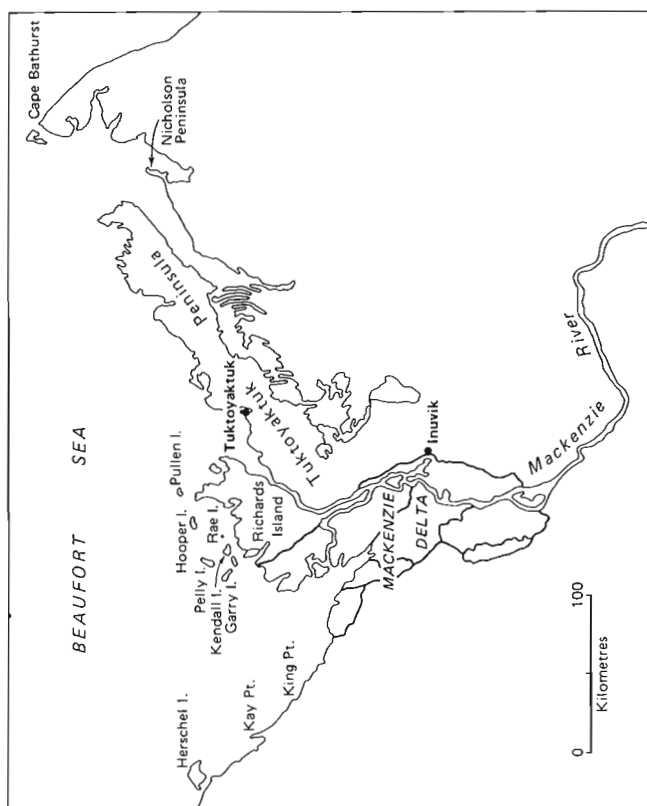 BEAUFORT SEA
Cape Bathurst
Nicholson
Peninsula
Herschel I.
Kay Pt.
King Pt.
Pelly I.
Kendall I.
Garry I.
Hooper I.
Rae I.
Pullen I.
Richards
Island
Tuktoyaktuk
Tuktoyaktuk Peninsula
MACKENZIE
DELTA
Inuvik
Mackenzie River
0 100
Kilometres